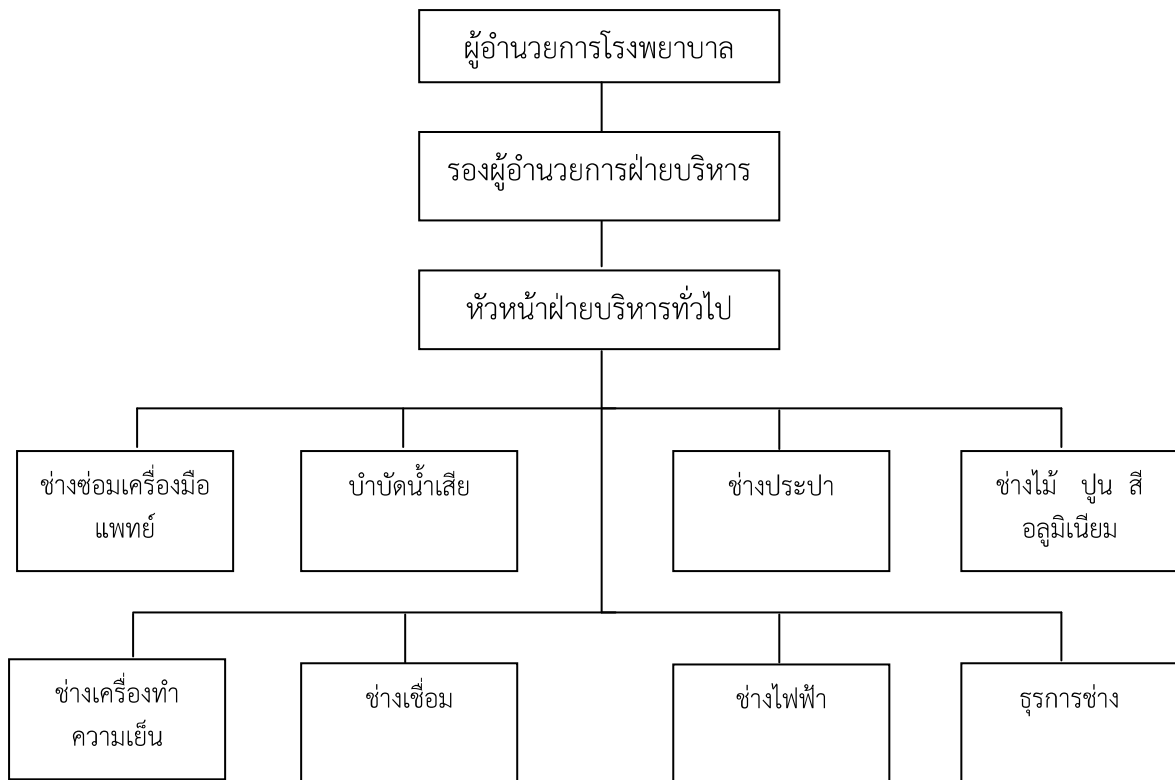 ผู้อำนวยการโรงพยาบาล
รองผู้อำนวยการฝ่ายบริหาร
หัวหน้าฝ่ายบริหารทั่วไป
ช่างซ่อมเครื่องมือ
แพทย์
บำบัดน้ำเสีย
ช่างประปา
ช่างไม้ ปูน สี
อลูมิเนียม
ช่างเครื่องทำ
ความเย็น
ช่างเชื่อม
ช่างไฟฟ้า
ธุรการช่าง